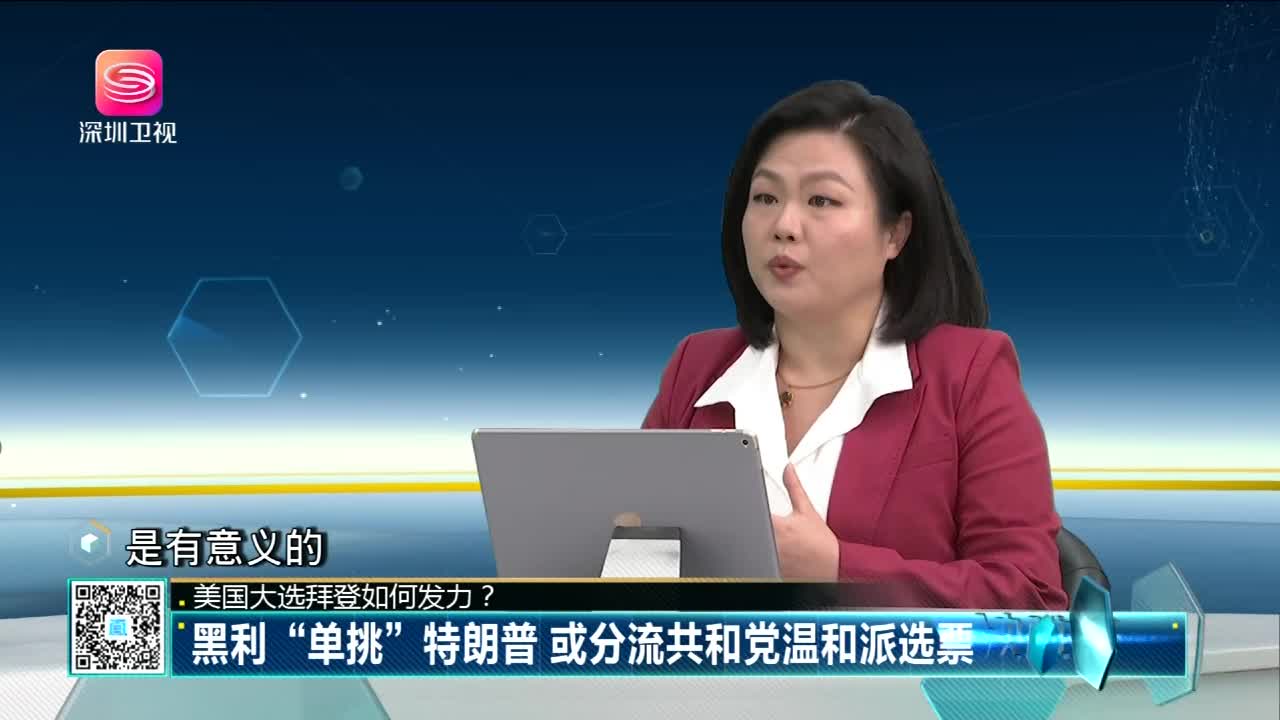 深圳卫视
是有意义的
美国大选拜登如何发力？
直
黑利“单挑”特朗普 或分流共和党温和派选票